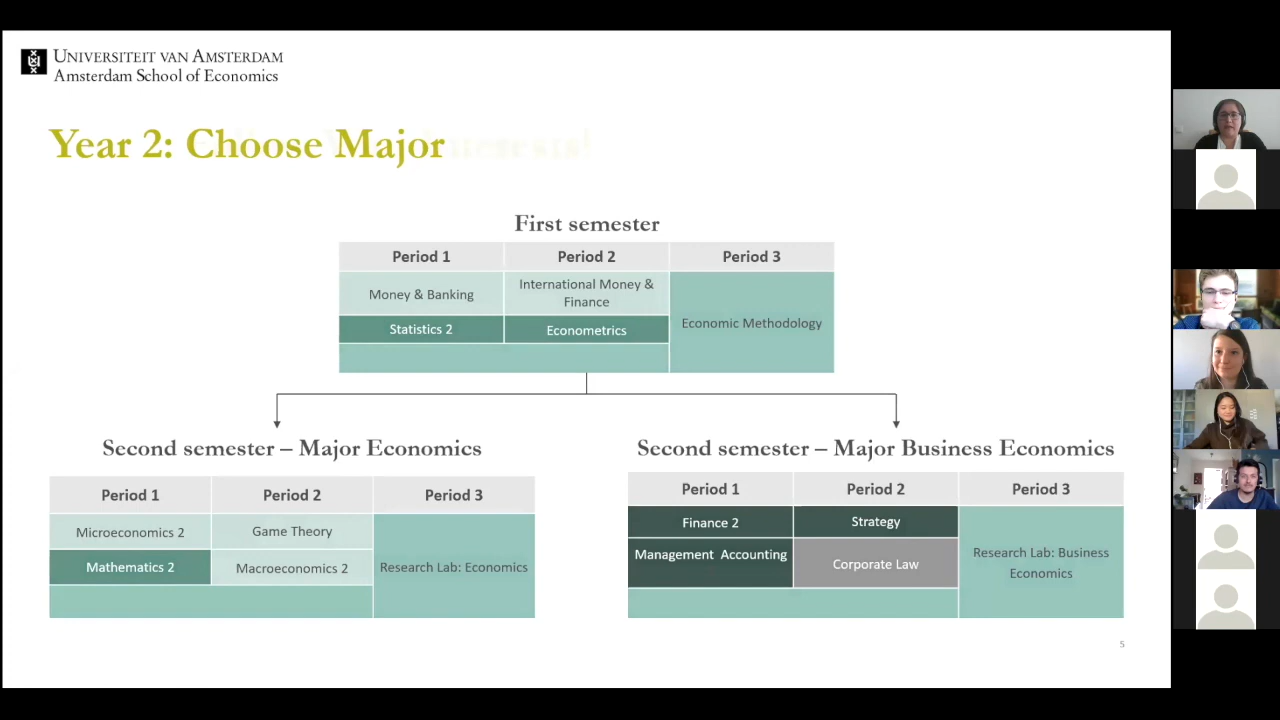 UNIVERSITEIT VAN AMSTERDAM
Amsterdam School of Economics
Year 2: Choose Major
First semester
Period 1 Period 2 Period 3
Money & Banking
International Money &
Finance
Economic Methodology
Statistics 2
Econometrics
Second semester – Major Economics
Period 1 Period 2 Period 3
Microeconomics 2
Game Theory
Research Lab: Economics
Mathematics 2
Macroeconomics 2
Second semester – Major Business Economics
Period 1 Period 2 Period 3
Finance 2
Strategy
Research Lab: Business
Economics
Management Accounting
Corporate Law
5